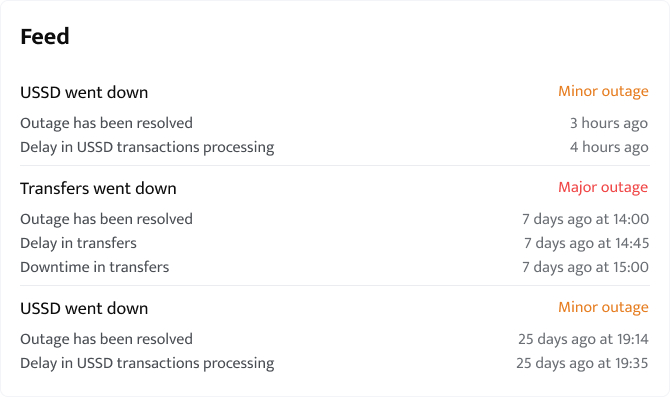 Feed
USSD went down Minor outage
Outage has been resolved 3 hours ago
Delay in USSD transactions processing 4 hours ago
Transfers went down Major outage
Outage has been resolved 7 days ago at 14:00
Delay in transfers 7 days ago at 14:45
Downtime in transfers 7 days ago at 15:00
USSD went down Minor outage
Outage has been resolved 25 days ago at 19:14
Delay in USSD transactions processing 25 days ago at 19:35